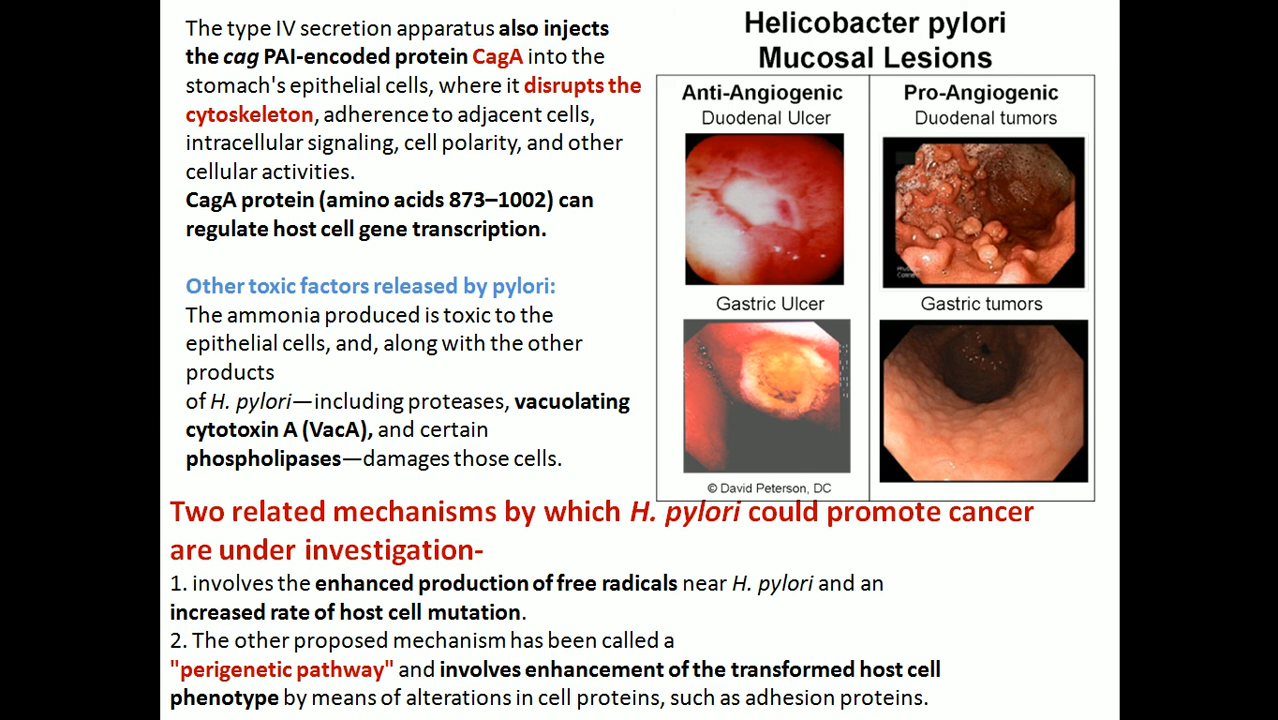 The type IV secretion apparatus also injects
the cag PAI-encoded protein CagA into the
stomach's epithelial cells, where it disrupts the
cytoskeleton, adherence to adjacent cells,
intracellular signaling, cell polarity, and other
cellular activities.
CagA protein (amino acids 873–1002) can
regulate host cell gene transcription.
Other toxic factors released by pylori:
The ammonia produced is toxic to the
epithelial cells, and, along with the other
products
of H. pylori—including proteases, vacuolating
cytotoxin A (VacA), and certain
phospholipases—damages those cells.
Helicobacter pylori
Mucosal Lesions
Anti-Angiogenic
Duodenal Ulcer
Gastric Ulcer
© David Peterson, DC
Pro-Angiogenic
Duodenal tumors
Gastric tumors
Two related mechanisms by which H. pylori could promote cancer
are under investigation-
1. involves the enhanced production of free radicals near H. pylori and an
increased rate of host cell mutation.
2. The other proposed mechanism has been called a
"perigenetic pathway" and involves enhancement of the transformed host cell
phenotype by means of alterations in cell proteins, such as adhesion proteins.